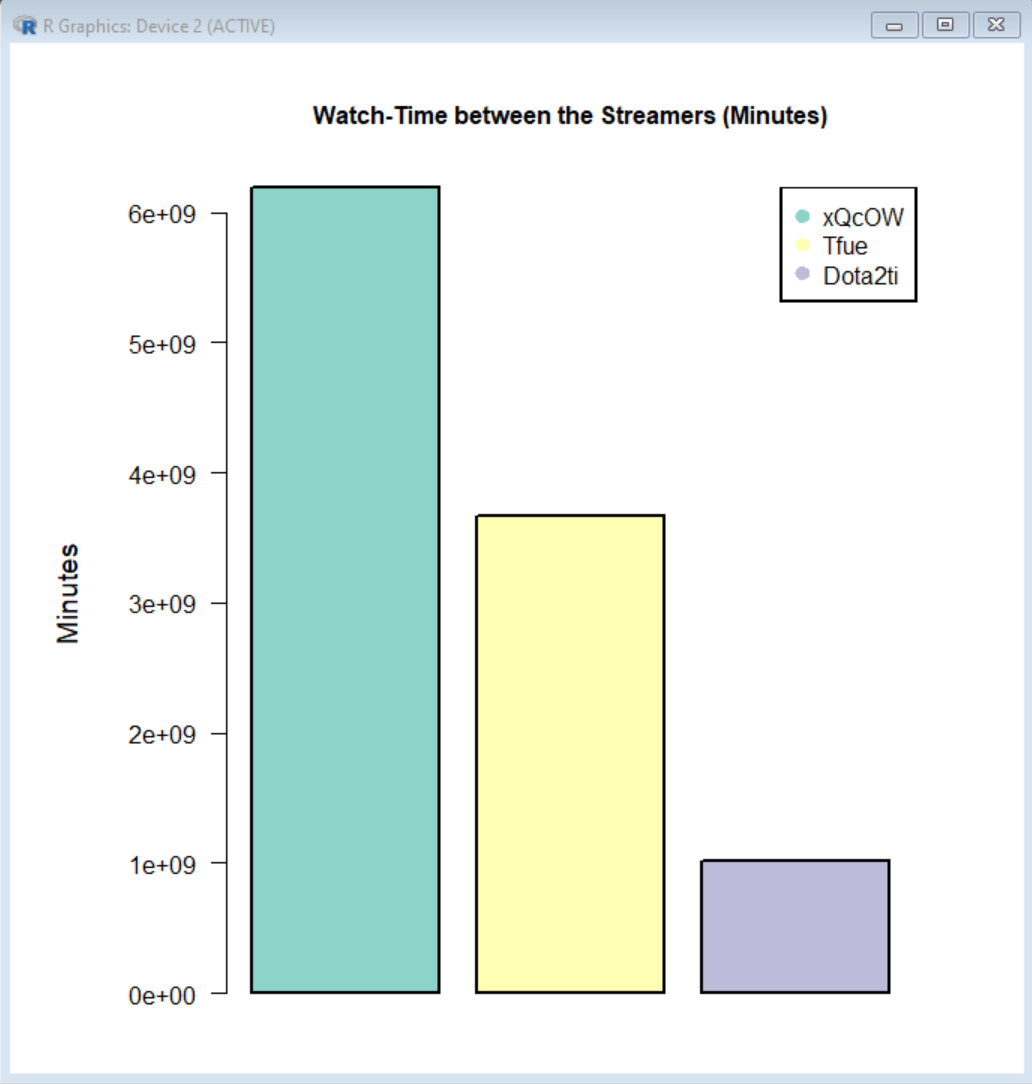 R Graphics: Device 2 (ACTIVE)
Watch-Time between the Streamers (Minutes)
xQcOW
Tfue
Dota2ti
6e+09
5e+09
4e+09
3e+09
2e+09
1e+09
0e+00
Minutes